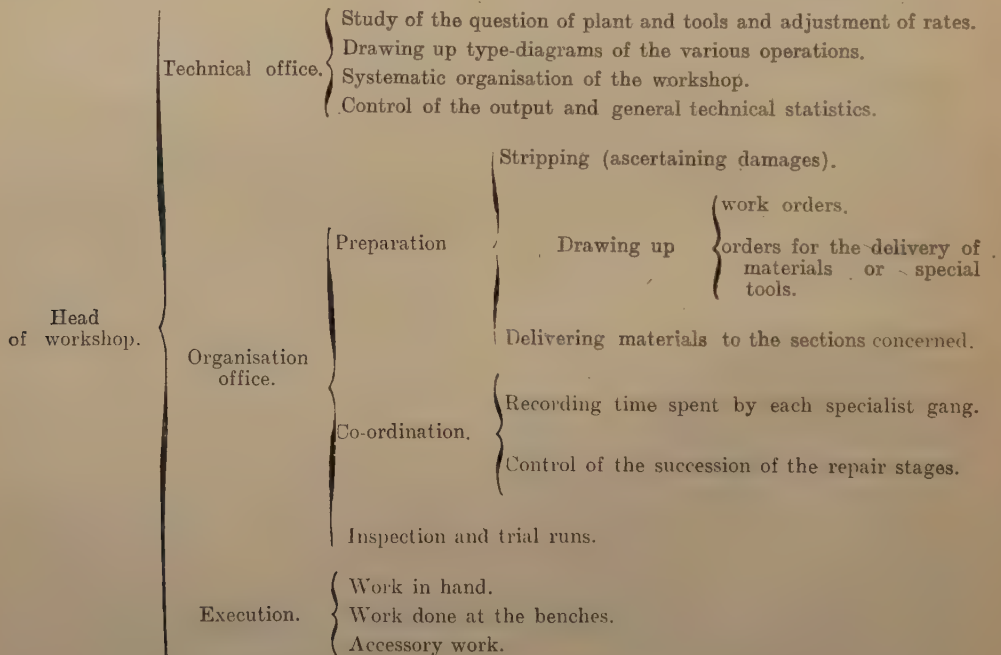 Study of the question of plant and tools and adjustment of rates.
Drawing up type-diagrams of the various operations.
Technical office.
Systematic organisation of the workshop.
Control of the output and general technical statistics.
Stripping (ascertaining damages).
work orders.
Preparation
Drawing up
orders for the delivery of
materials or special
tools.
Head
of workshop.
Delivering materials to the sections concerned.
Organisation
office.
Recording time spent by each specialist gang.
Co-ordination.
Control of the succession of the repair stages.
Inspection and trial runs.
Work in hand.
Execution.
Work done at the benches.
Accessory work.